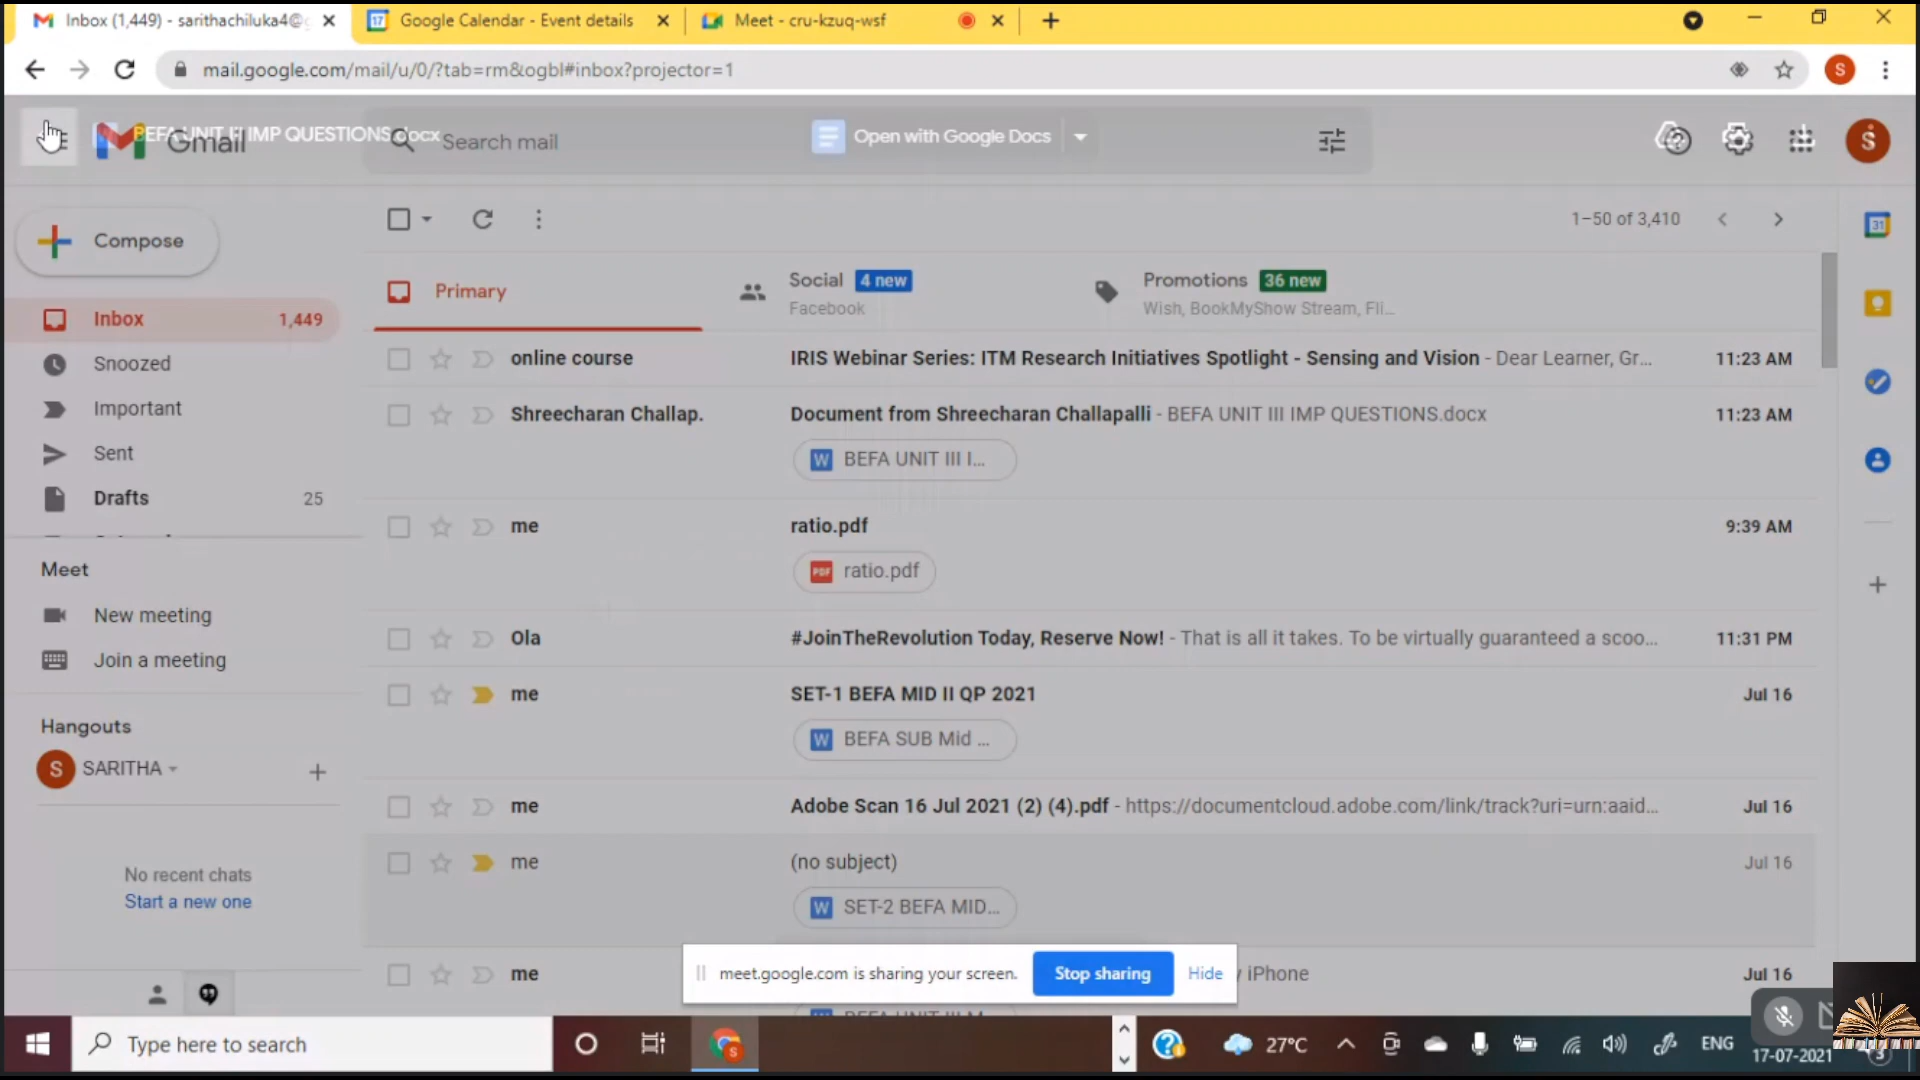 Inbox (1,449) - sarithachiluka4@g
Google Calendar - Event details
Meet - cru-kzuq-wsf
mail.google.com/mail/u/0/?tab=rm&ogbl#inbox?projector=1
S
BEFA UNIT III IMP QUESTIONS.docx
Gmail
Search mail
Open with Google Docs
Compose
1–50 of 3,410
31
Primary
Social 4 new
Facebook
Promotions 36 new
Wish, BookMyShow Stream, Fli...
Inbox 1,449
Snoozed
Important
Sent
Drafts 25
online course IRIS Webinar Series: ITM Research Initiatives Spotlight - Sensing and Vision - Dear Learner, Gr... 11:23 AM
Shreecharan Challap. Document from Shreecharan Challapalli - BEFA UNIT III IMP QUESTIONS.docx 11:23 AM
W BEFA UNIT III I...
me ratio.pdf 9:39 AM
PDF ratio.pdf
Ola #JoinTheRevolution Today, Reserve Now! - That is all it takes. To be virtually guaranteed a scoo... 11:31 PM
me SET-1 BEFA MID II QP 2021 Jul 16
W BEFA SUB Mid ...
me Adobe Scan 16 Jul 2021 (2) (4).pdf - https://documentcloud.adobe.com/link/track?uri=urn:aaid... Jul 16
me (no subject) Jul 16
W SET-2 BEFA MID...
me iPhone Jul 16
Meet
New meeting
Join a meeting
Hangouts
S SARITHA
No recent chats
Start a new one
meet.google.com is sharing your screen. Stop sharing Hide
Type here to search
27°C
ENG
17-07-2021
3